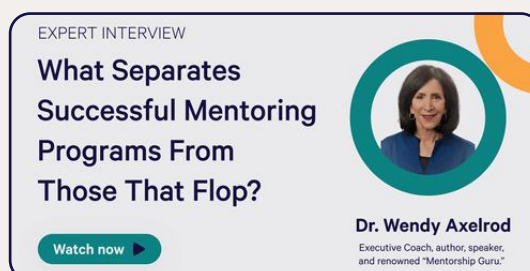 EXPERT INTERVIEW
What Separates
Successful Mentoring
Programs From
Those That Flop?
Watch now
Dr. Wendy Axelrod
Executive Coach, author, speaker,
and renowned "Mentorship Guru."